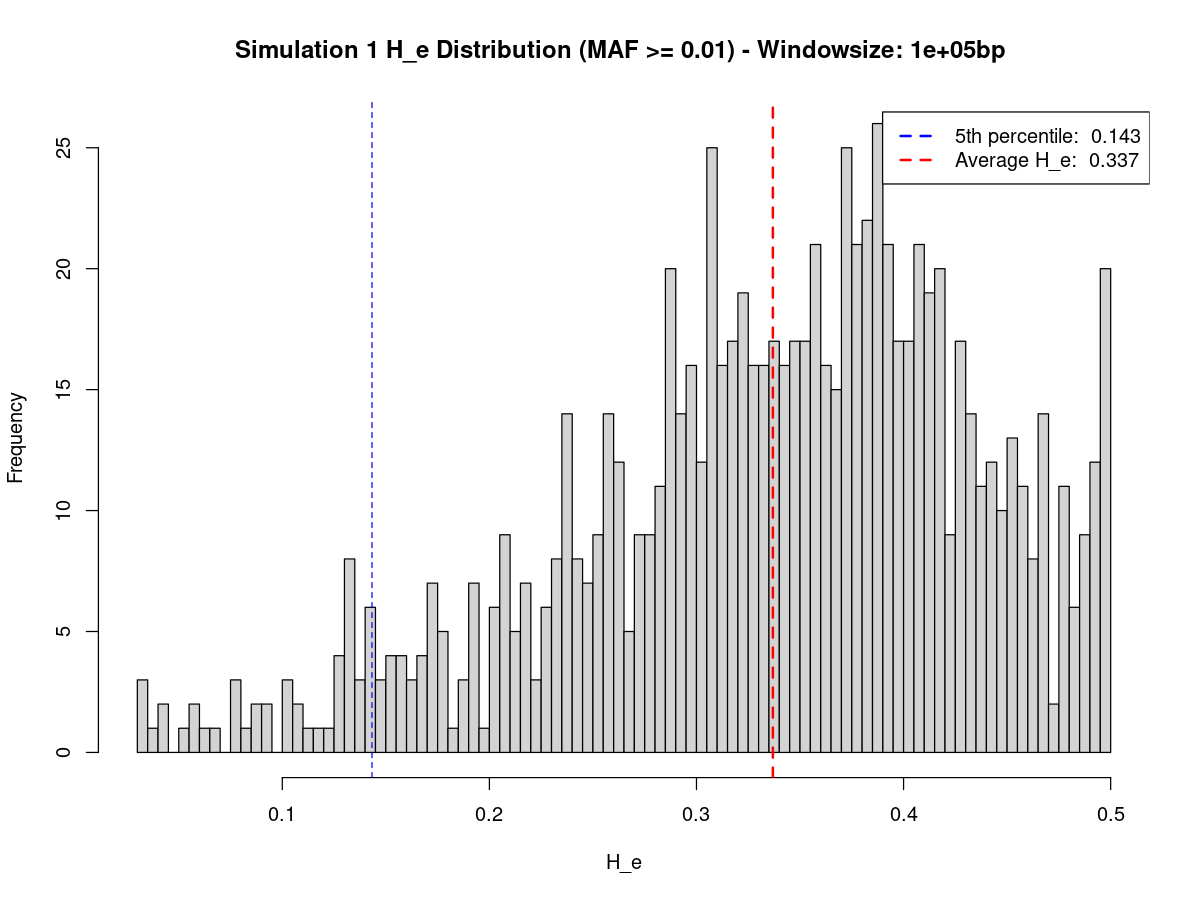 Simulation 1 H_e Distribution (MAF >= 0.01) - Windowsize: 1e+05bp
5th percentile: 0.143
Average H_e: 0.337
Frequency
25
20
15
10
5
0
0.1 0.2 0.3 0.4 0.5
H_e